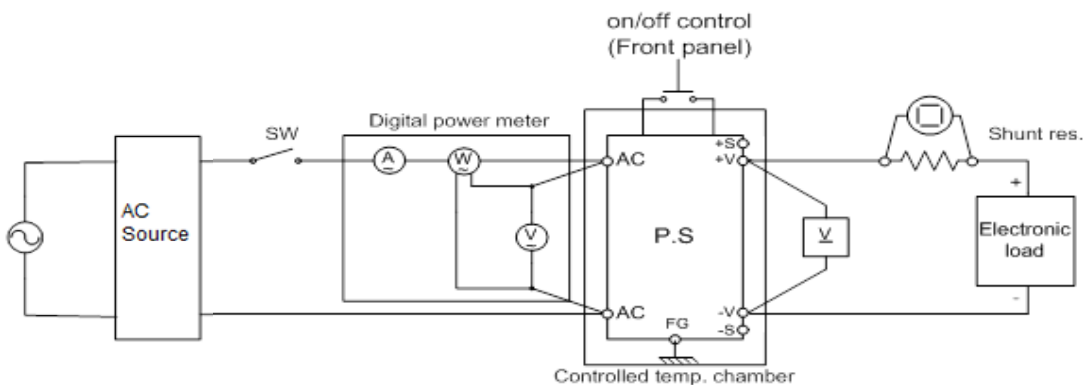 on/off control
(Front panel)
SW
Digital power meter
A
W
+S
+V
AC
Shunt res.
+
AC
Source
V
P.S
V
Electronic
load
AC
FG
-V
-S
-
Controlled temp. chamber